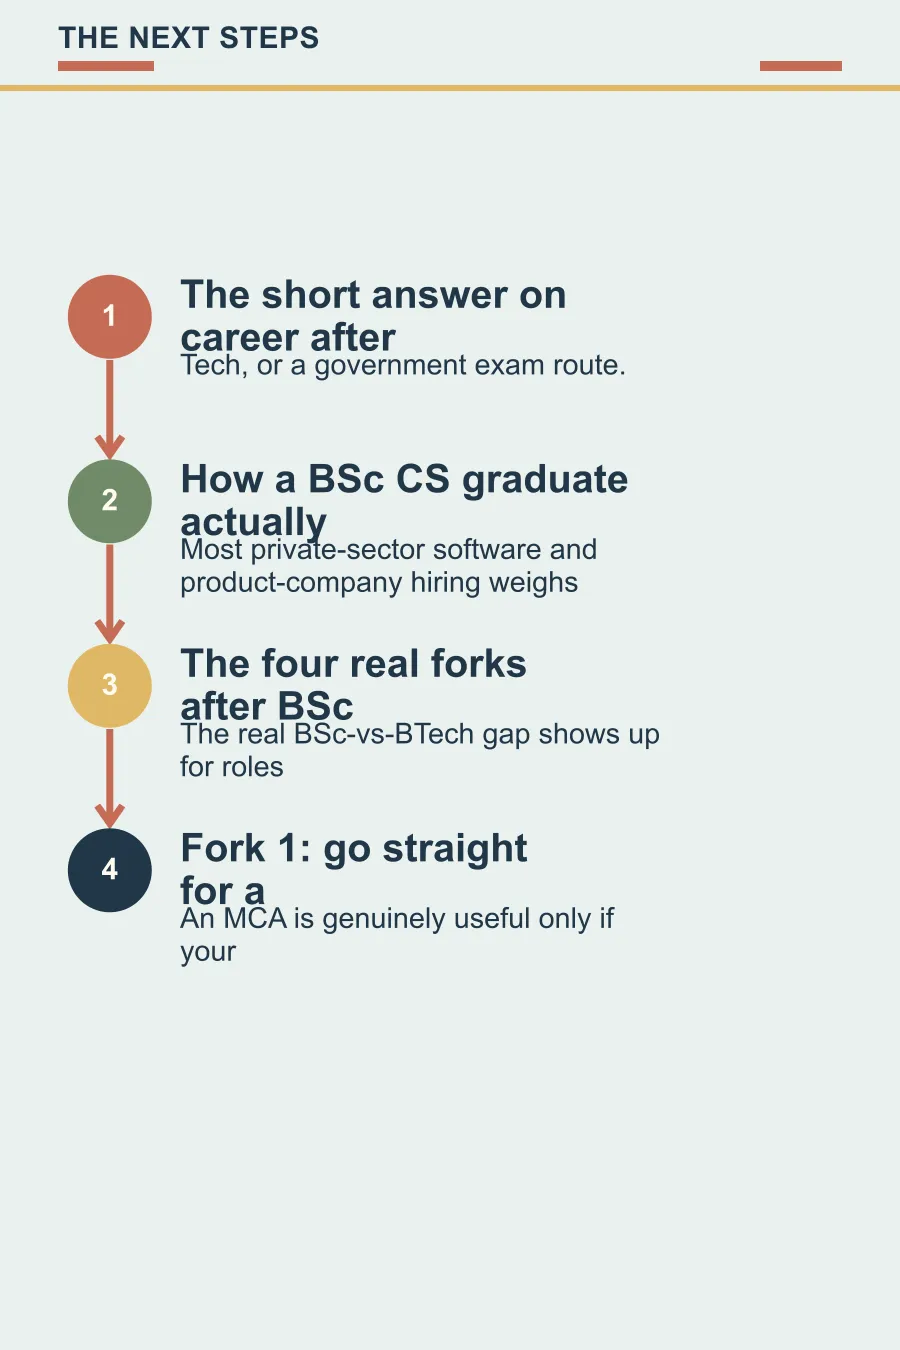 THE NEXT STEPS
1
The short answer on
career after
Tech, or a government exam route.
2
How a BSc CS graduate
actually
Most private-sector software and
product-company hiring weighs
3
The four real forks
after BSc
The real BSc-vs-BTech gap shows up
for roles
4
Fork 1: go straight
for a
An MCA is genuinely useful only if
your